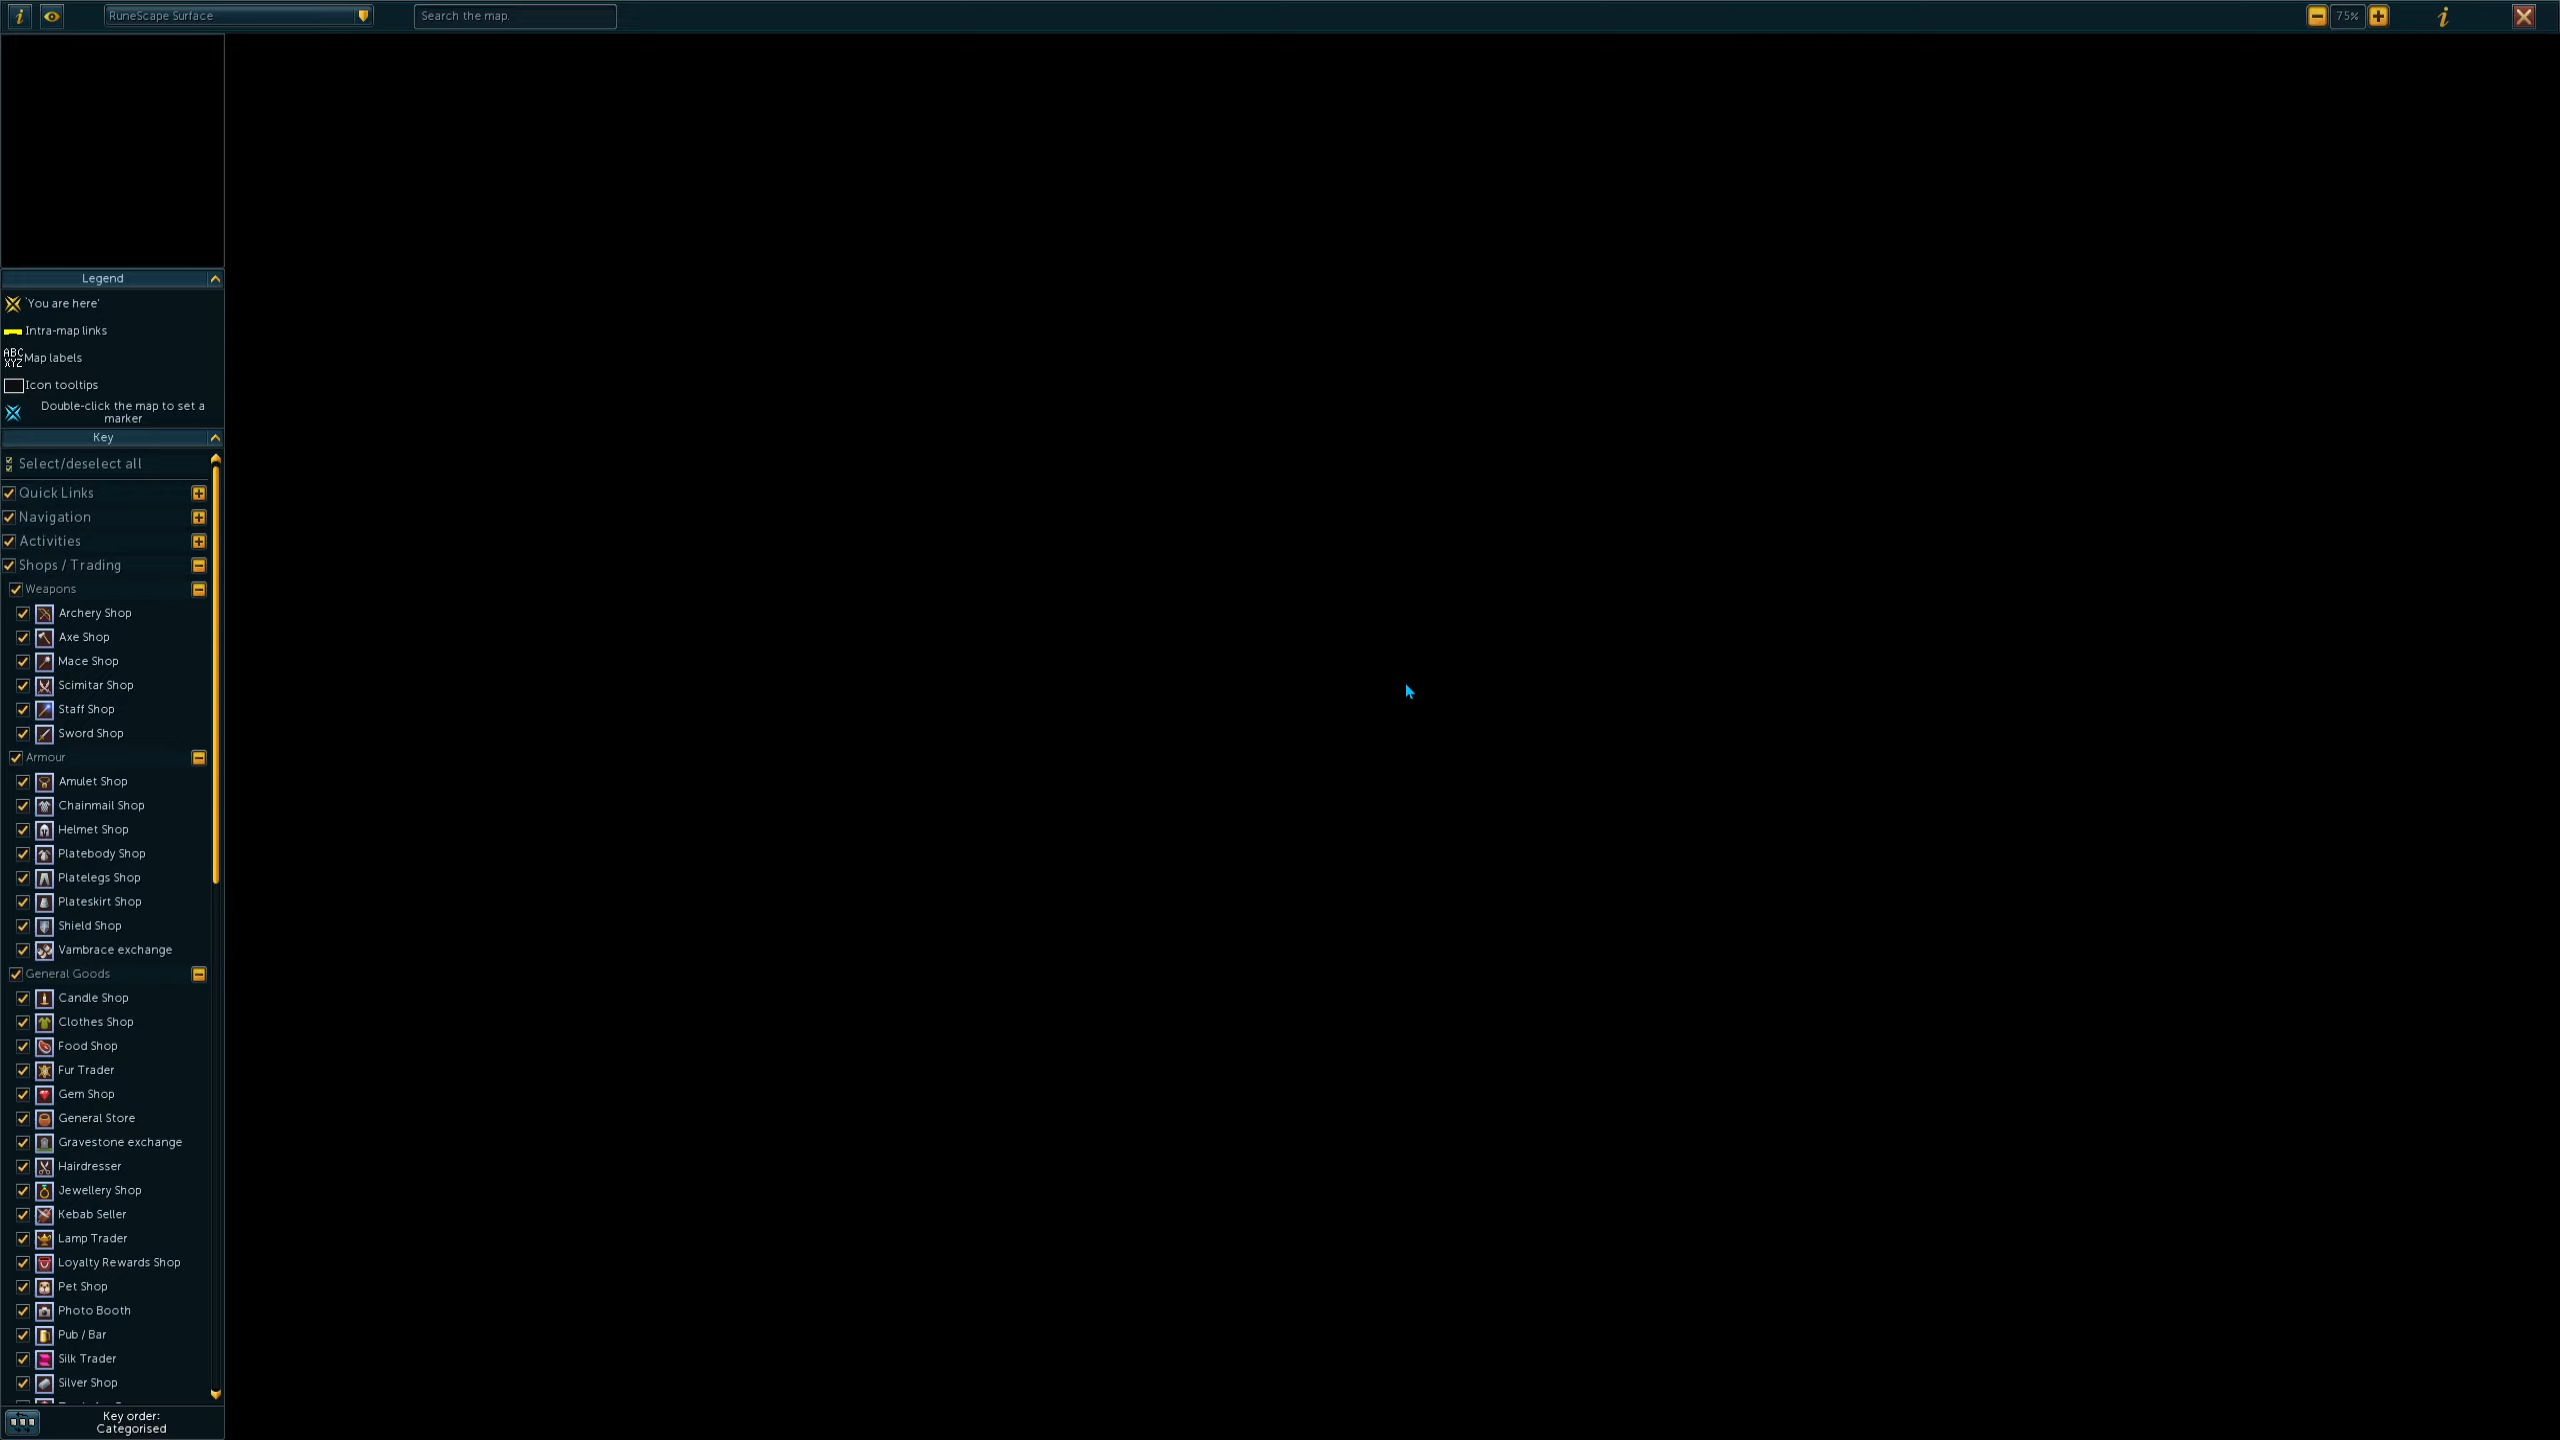 RuneScape Surface
Search the map.
75%
Legend
'You are here'
Intra-map links
ABC
XYZ
Map labels
Icon tooltips
Double-click the map to set a
marker
Key
Select/deselect all
Quick Links
Navigation
Activities
Shops / Trading
Weapons
Archery Shop
Axe Shop
Mace Shop
Scimitar Shop
Staff Shop
Sword Shop
Armour
Amulet Shop
Chainmail Shop
Helmet Shop
Platebody Shop
Platelegs Shop
Plateskirt Shop
Shield Shop
Vambrace exchange
General Goods
Candle Shop
Clothes Shop
Food Shop
Fur Trader
Gem Shop
General Store
Gravestone exchange
Hairdresser
Jewellery Shop
Kebab Seller
Lamp Trader
Loyalty Rewards Shop
Pet Shop
Photo Booth
Pub / Bar
Silk Trader
Silver Shop
Key order:
Categorised